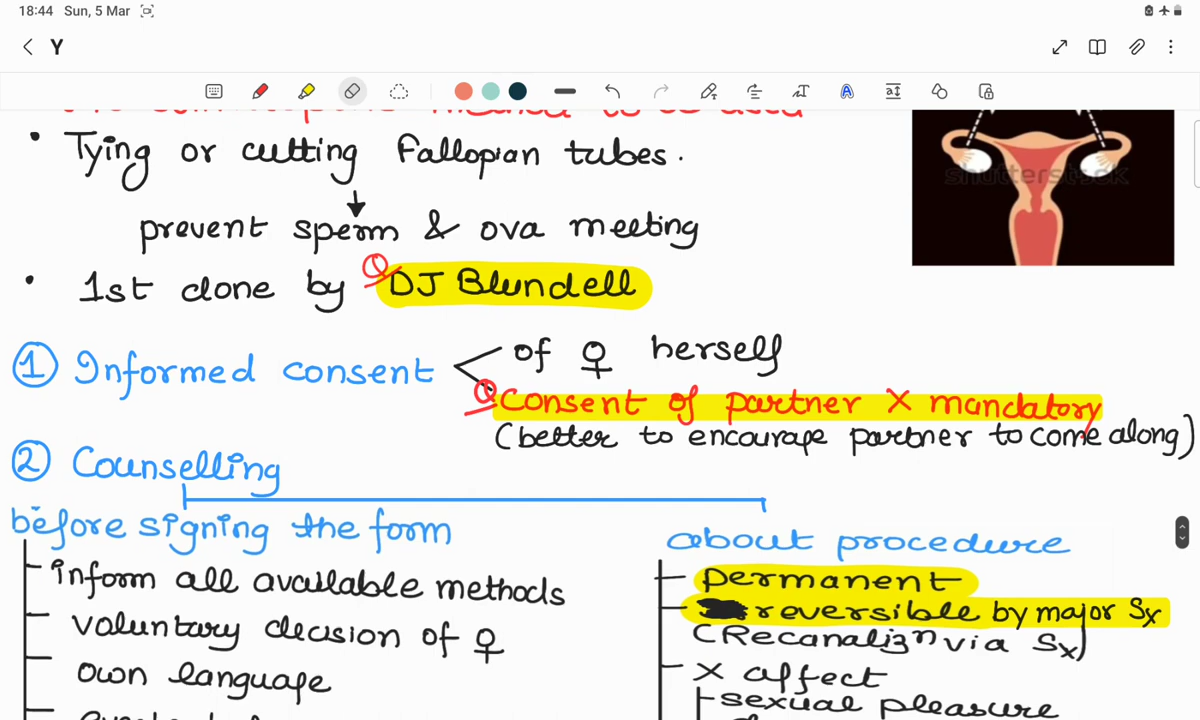 18:44 Sun, 5 Mar
Y
• Tying or cutting Fallopian tubes.
prevent sperm & ova meeting
• 1st done by DJ Blundell
① Informed consent
of ♀ herself
Consent of partner X mandatory
(better to encourage partner to come along)
② Counselling
before signing the form
inform all available methods
voluntary decision of ♀
own language
about procedure
permanent
reversible by major Sx
(Recanalizn via Sx)
X affect
sexual pleasure
shutterstock